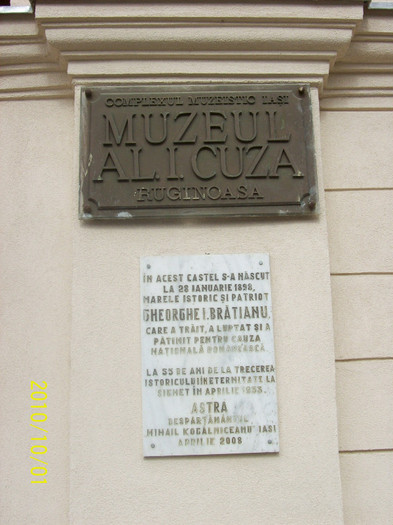 COMPLEXUL MUZEISTIC IAȘI
MUZEUL
AL. I. CUZA
RUGINOASA
ÎN ACEST CASTEL S-A NĂSCUT
LA 28 IANUARIE 1898,
MARELE ISTORIC ȘI PATRIOT
GHEORGHE I. BRĂTIANU,
CARE A TRĂIT, A LUPTAT ȘI A
PĂTIMIT PENTRU CAUZA
NAȚIONALĂ ROMÂNEASCĂ.
LA 55 DE ANI DE LA TRECEREA
ISTORICULUI ÎN ETERNITATE LA
SIGHET ÎN APRILIE 1953.
ASTRA
DESPĂRȚĂMÂNTUL
MIHAIL KOGĂLNICEANU IAȘI
APRILIE 2008
2010/10/01